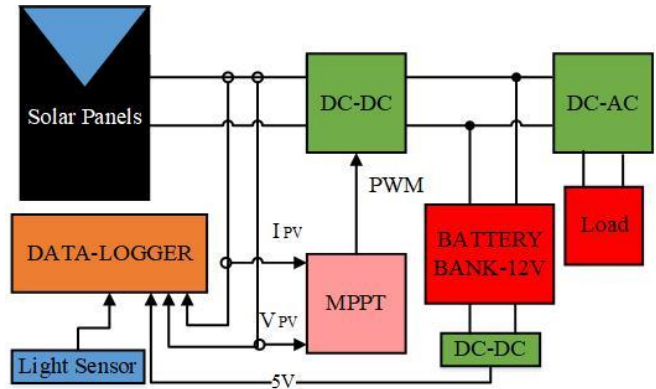 Solar Panels
DC-DC
DC-AC
PWM
DATA-LOGGER
I PV
MPPT
BATTERY
BANK-12V
Load
V PV
Light Sensor
5V
DC-DC